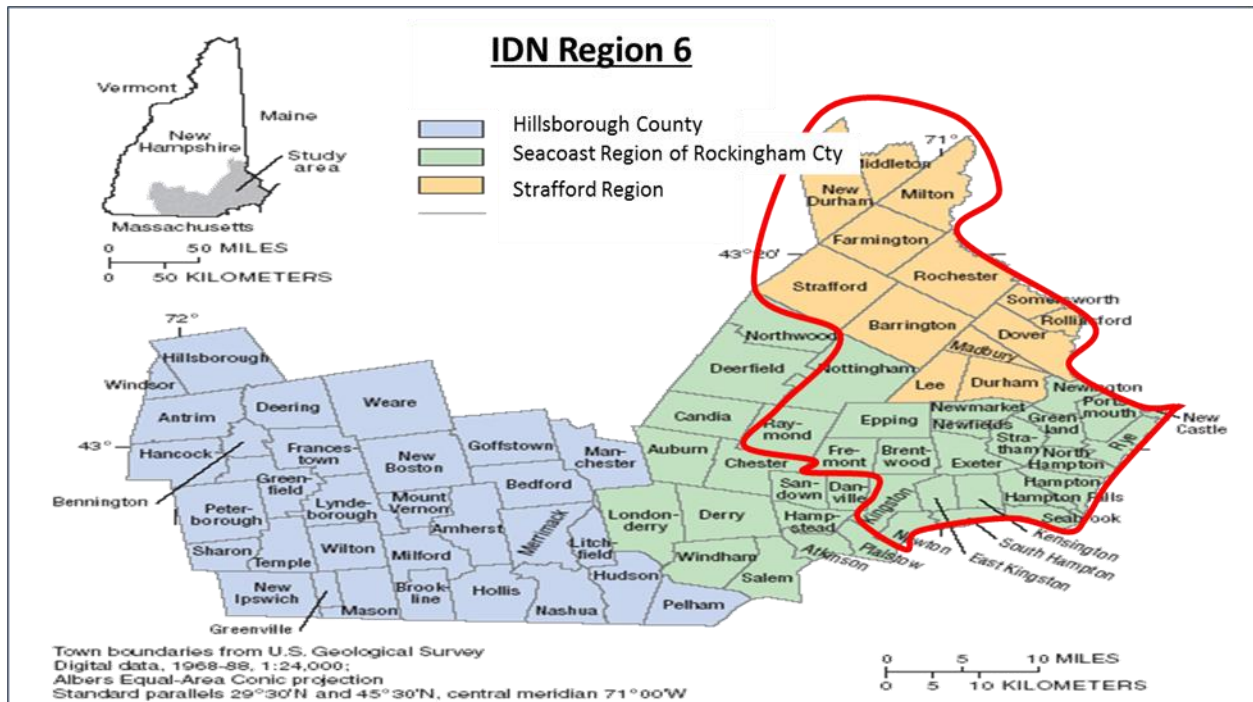 IDN Region 6
Vermont
Maine
New
Hampshire
Study
area
Massachusetts
0 50 MILES
0 50 KILOMETERS
Hillsborough County
Seacoast Region of Rockingham Cty
Strafford Region
71°
43°20'
72°
43°
iddleton
New
Durham
Milton
Farmington
Rochester
Strafford
Somersworth
Rollinsford
Barrington
Dover
Madbury
Lee
Durham
Northwood
Nottingham
Deerfield
Newington
Ports
mouth
New
Castle
Candia
Ray-
mond
Epping
Newmarket
Newfields
Green-
land
Rye
Stra-
tham
North
Hampton
Auburn
Chester
Fre-
mont
Brent-
wood
Exeter
Hampton
Hampton Falls
Seabrook
San-
down
Dan-
ville
Kingston
Kensington
South Hampton
East Kingston
London-
derry
Derry
Hamp-
stead
Newton
Plaistow
Atkinson
Windham
Salem
Hillsborough
Windsor
Antrim
Deering
Weare
Hancock
Frances-
town
New
Boston
Goffstown
Man-
chester
Bennington
Green-
field
Bedford
Peter-
borough
Lynde-
borough
Mount
Vernon
Amherst
Merrimack
Litch-
field
Sharon
Temple
Wilton
Milford
Hudson
New
Ipswich
Mason
Brook-
line
Hollis
Nashua
Pelham
Greenville
Town boundaries from U.S. Geological Survey
Digital data, 1968-88, 1:24,000;
Albers Equal-Area Conic projection
Standard parallels 29°30'N and 45°30'N, central meridian 71°00'W
0 5 10 MILES
0 5 10 KILOMETERS